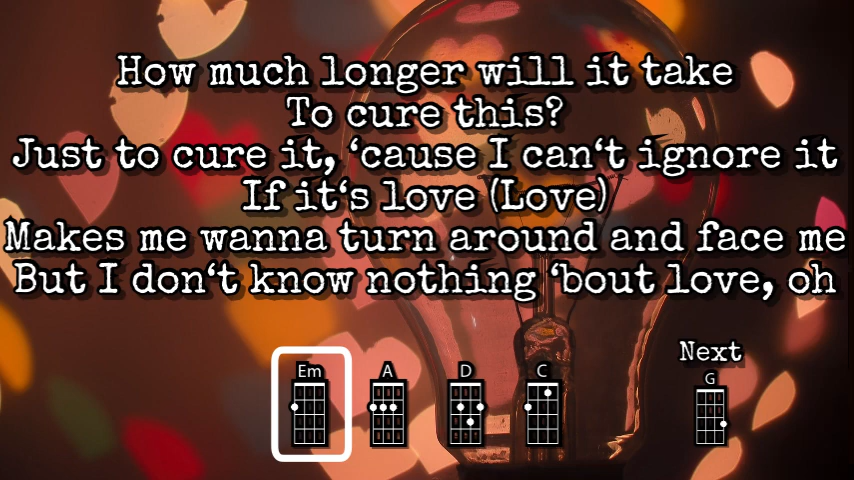 How much longer will it take
To cure this?
Just to cure it, ‘cause I can‘t ignore it
If it‘s love (Love)
Makes me wanna turn around and face me
But I don‘t know nothing ‘bout love, oh
Next
Em A D C G